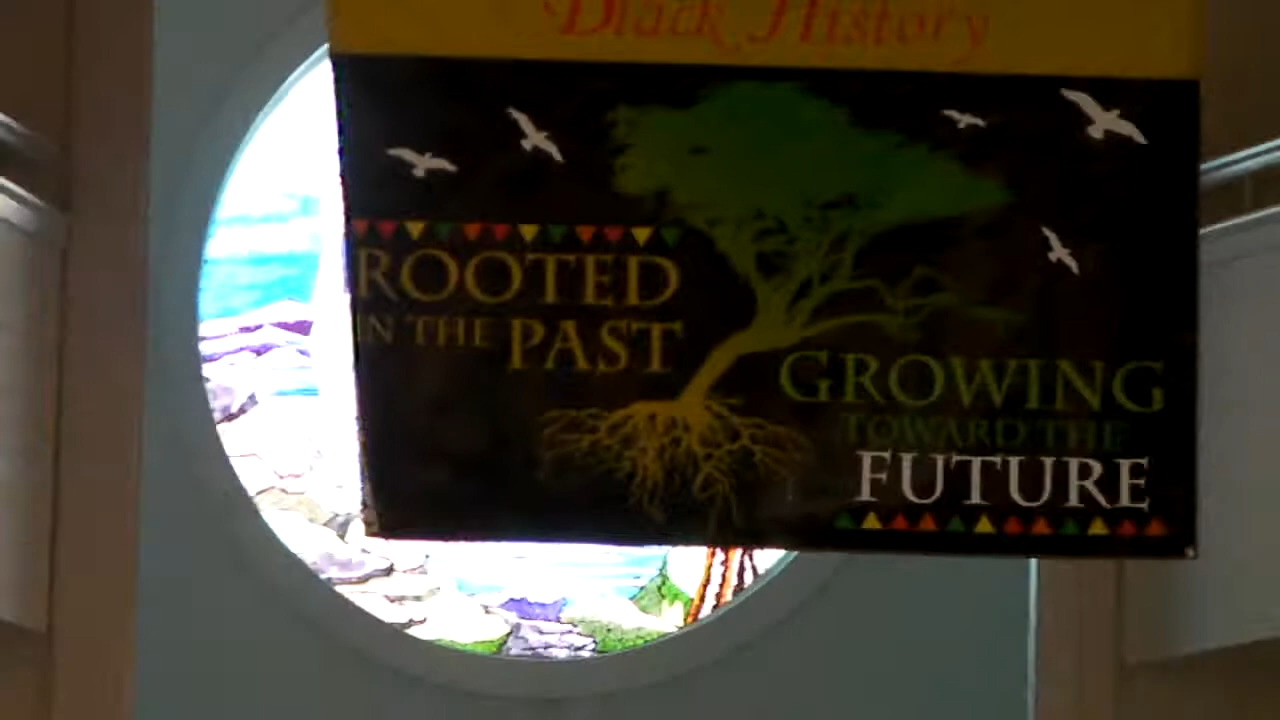 Black History
ROOTED
IN THE PAST
GROWING
TOWARD THE
FUTURE